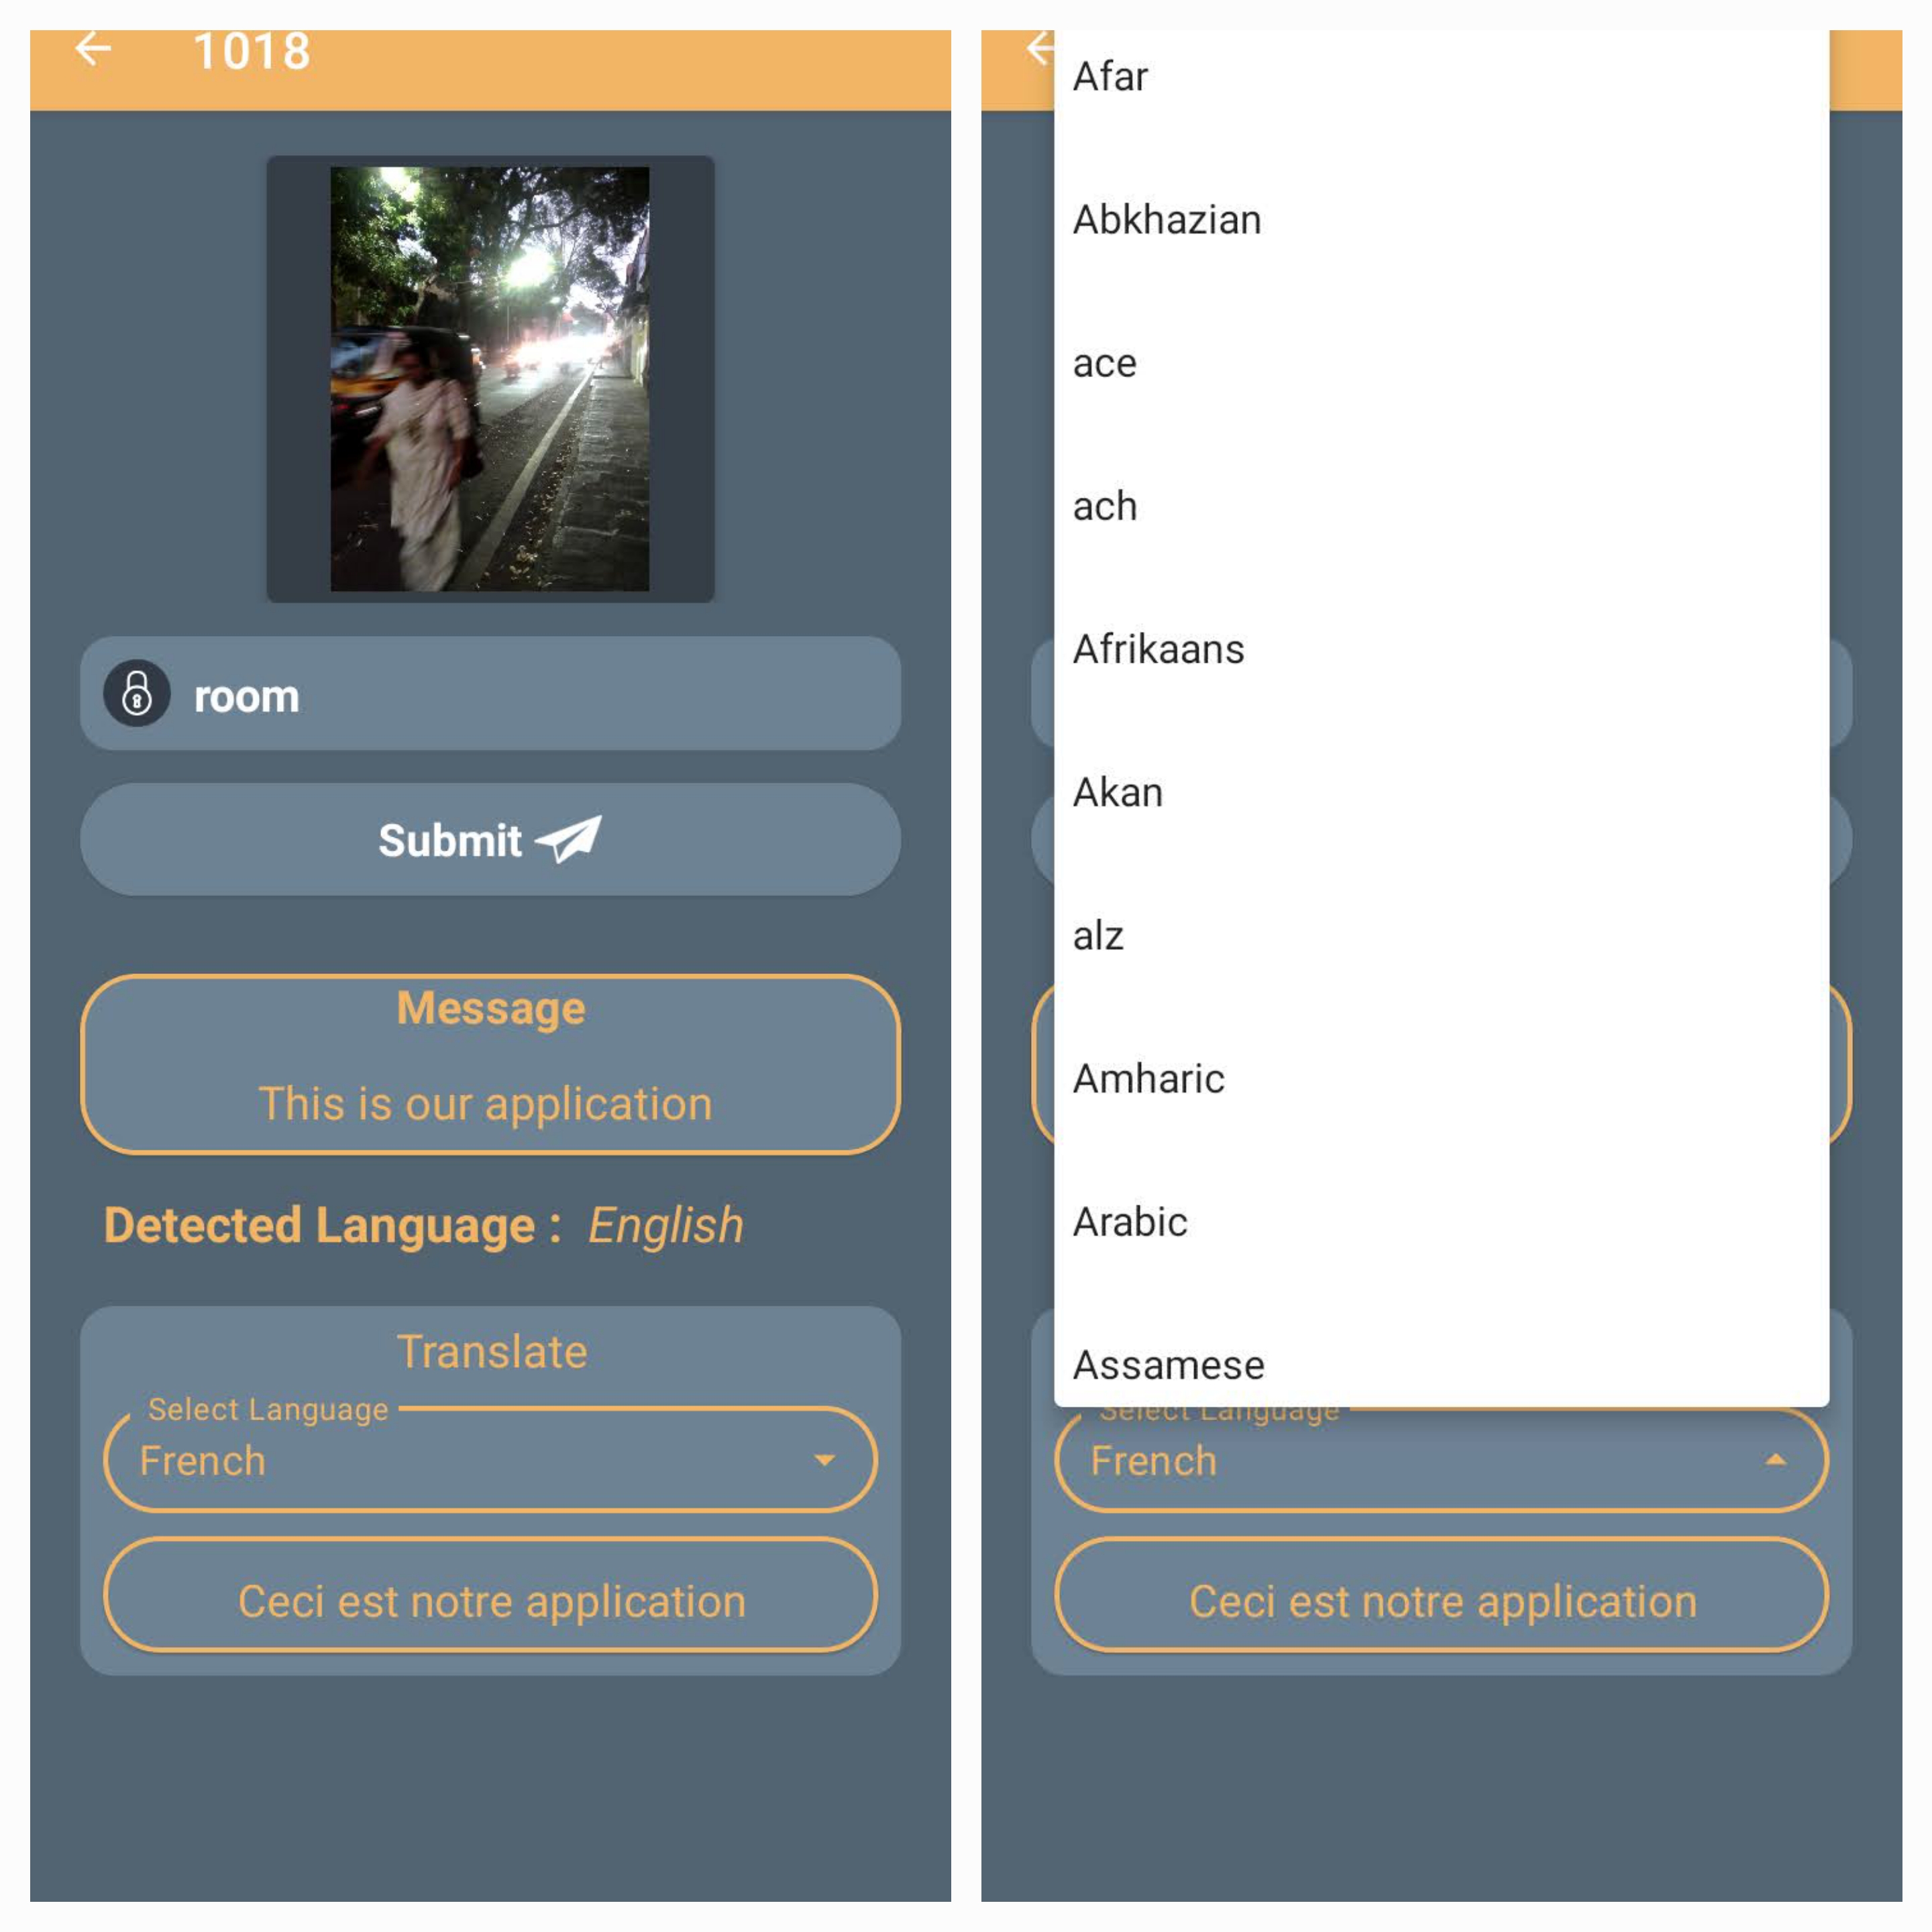 1018
room
Submit
Message
This is our application
Detected Language : English
Translate
Select Language
French
Ceci est notre application
Afar
Abkhazian
ace
ach
Afrikaans
Akan
alz
Amharic
Arabic
Assamese
Select Language
French
Ceci est notre application